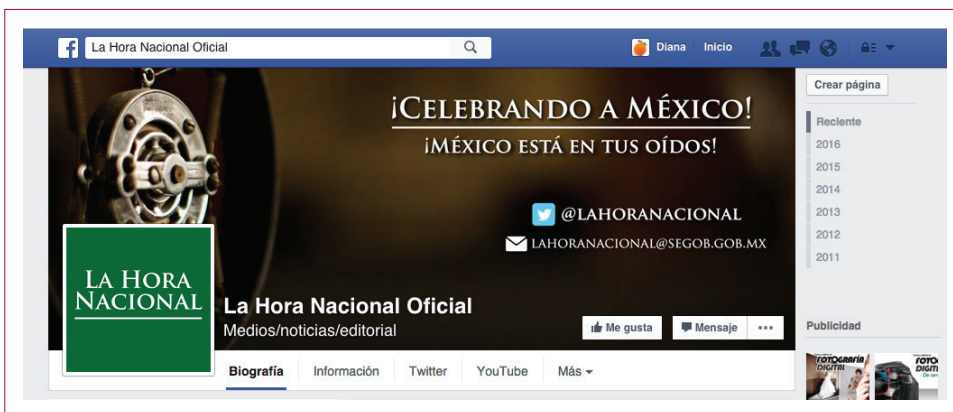 La Hora Nacional Oficial
Diana Inicio
¡CELEBRANDO A MÉXICO!
¡MÉXICO ESTÁ EN TUS OÍDOS!
@LAHORANACIONAL
LAHORANACIONAL@SEGOB.GOB.MX
LA HORA
NACIONAL
La Hora Nacional Oficial
Medios/noticias/editorial
Me gusta Mensaje
Biografía Información Twitter YouTube Más
Crear página
Reciente
2016
2015
2014
2013
2012
2011
Publicidad
FOTOGRAFÍA
DIGITAL